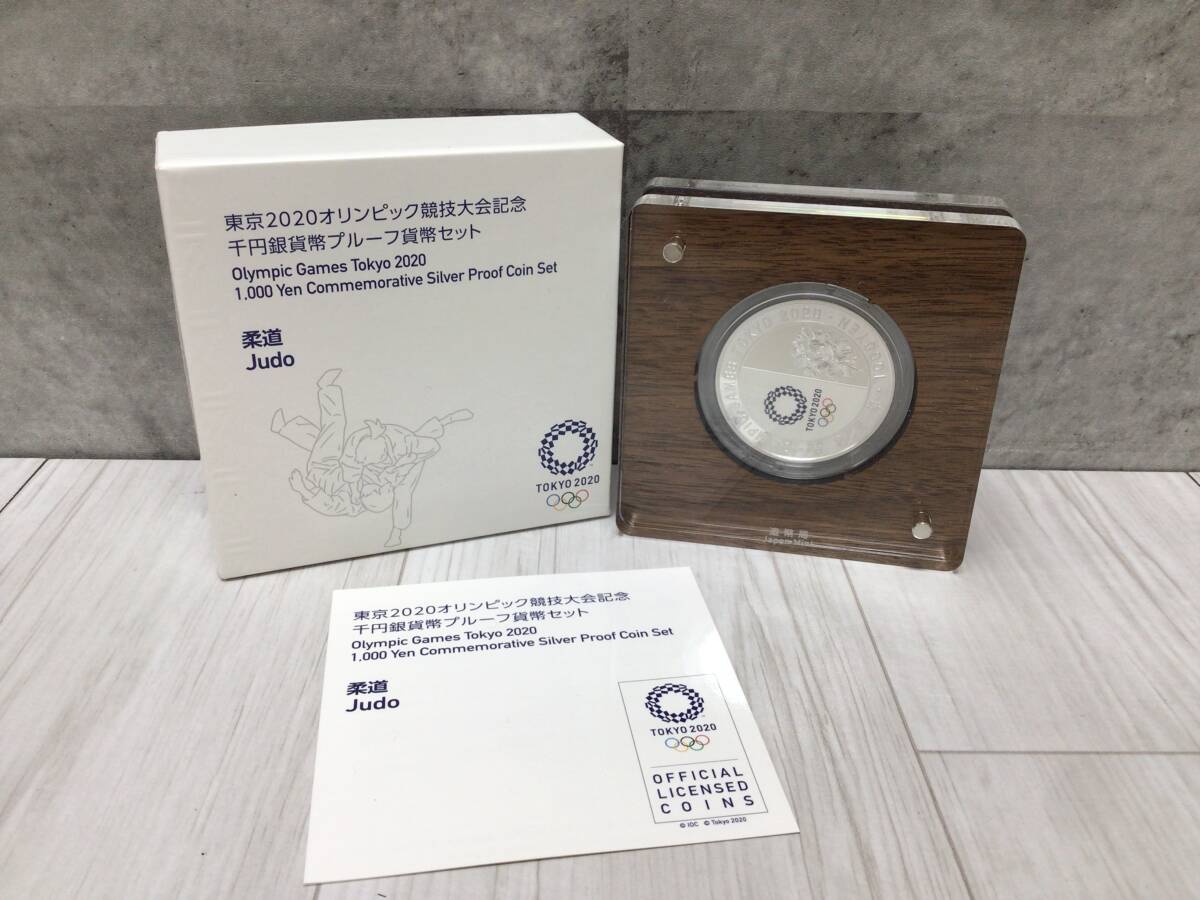 東京2020オリンピック競技大会記念
千円銀貨幣プルーフ貨幣セット
Olympic Games Tokyo 2020
1,000 Yen Commemorative Silver Proof Coin Set
柔道
Judo
TOKYO 2020
TOKYO 2020
TOKYO 2020
造幣局
Japan Mint
東京2020オリンピック競技大会記念
千円銀貨幣プルーフ貨幣セット
Olympic Games Tokyo 2020
1,000 Yen Commemorative Silver Proof Coin Set
柔道
Judo
TOKYO 2020
OFFICIAL
LICENSED
COINS
© IOC © Tokyo 2020